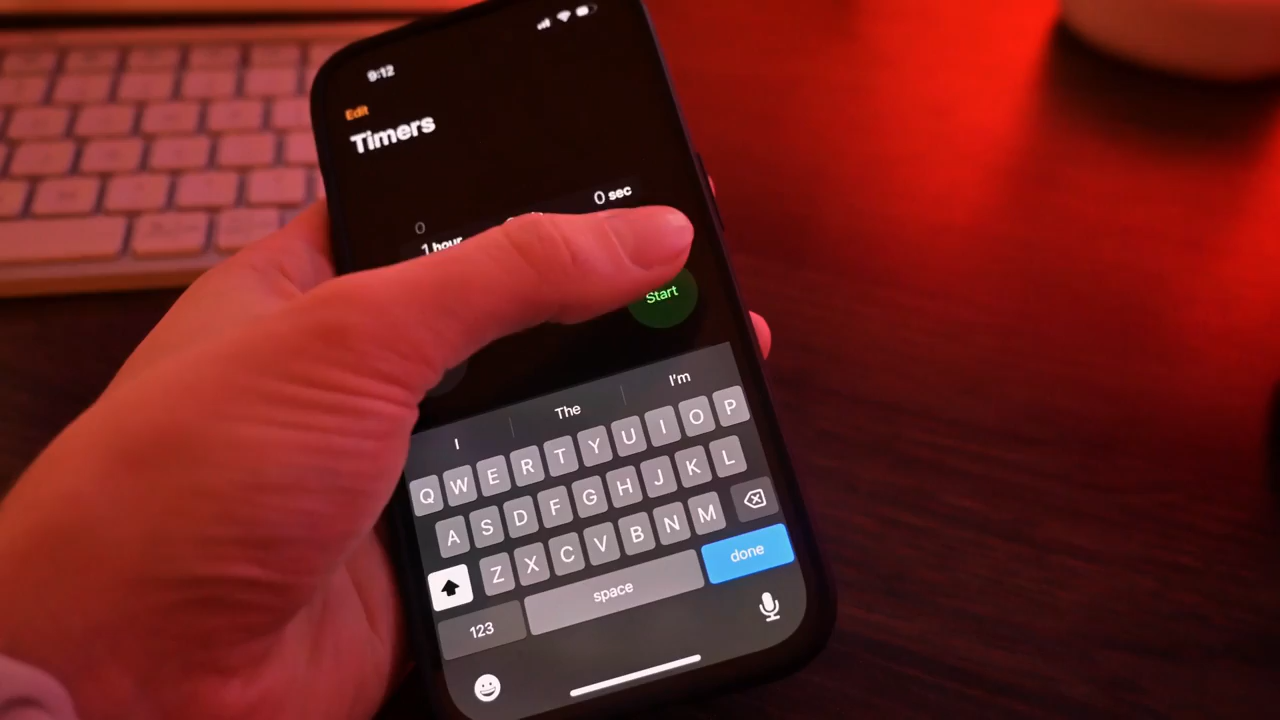 9:12
Edit
Timers
0 sec
0
1 hour
Start
I The I'm
Q W E R T Y U I O P
A S D F G H J K L
Z X C V B N M
123 space done